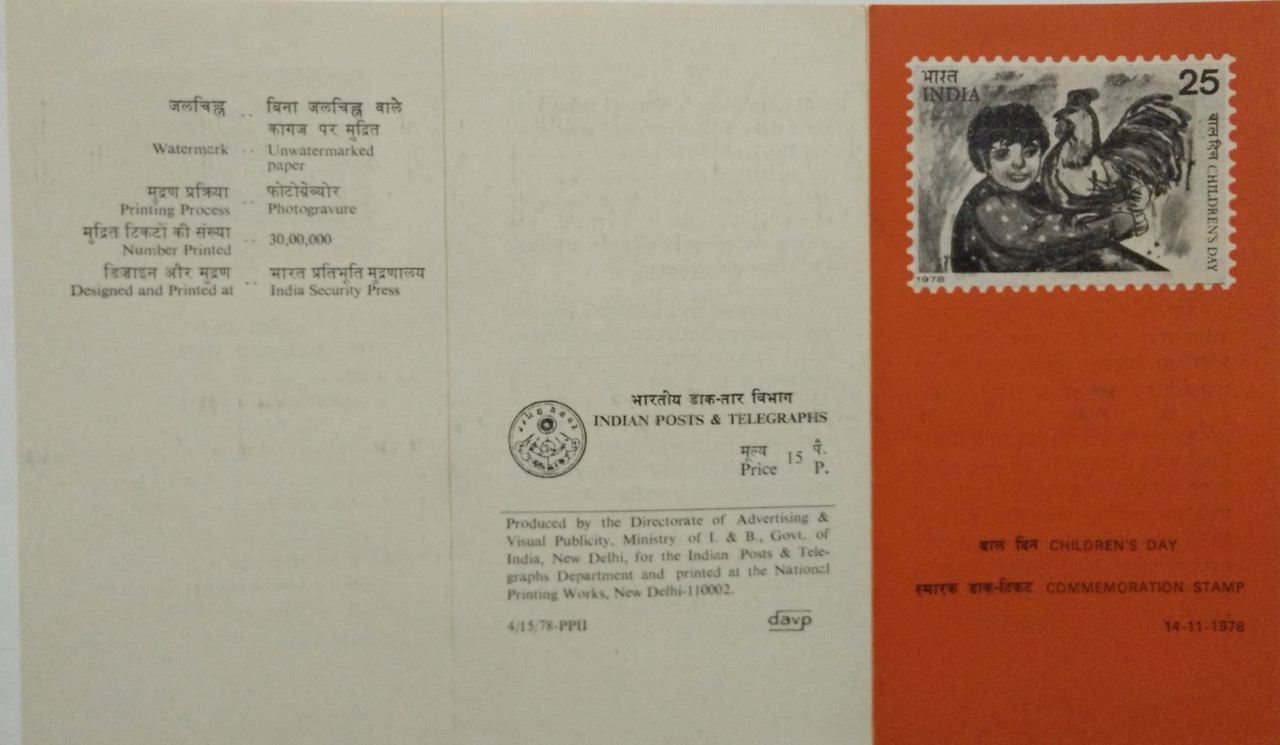 जलचिह्न .. बिना जलचिह्न वाले
कागज पर मुद्रित
Watermark .. Unwatermarked
paper
मुद्रण प्रक्रिया .. फोटोग्रेव्योर
Printing Process Photogravure
मुद्रित टिकटों की संख्या .. 30,00,000
Number Printed
डिज़ाइन और मुद्रण .. भारत प्रतिभूति मुद्रणालय
Designed and Printed at India Security Press
भारतीय डाक-तार विभाग
INDIAN POSTS & TELEGRAPHS
मूल्य 15 पै.
Price P.
Produced by the Directorate of Advertising &
Visual Publicity, Ministry of I. & B., Govt. of
India, New Delhi, for the Indian Posts & Tele-
graphs Department and printed at the National
Printing Works, New Delhi-110002.
4/15/78-PPII
davp
भारत 25
INDIA
बाल दिन CHILDREN'S DAY
1978
बाल दिन CHILDREN'S DAY
स्मारक डाक-टिकट COMMEMORATION STAMP
14-11-1978